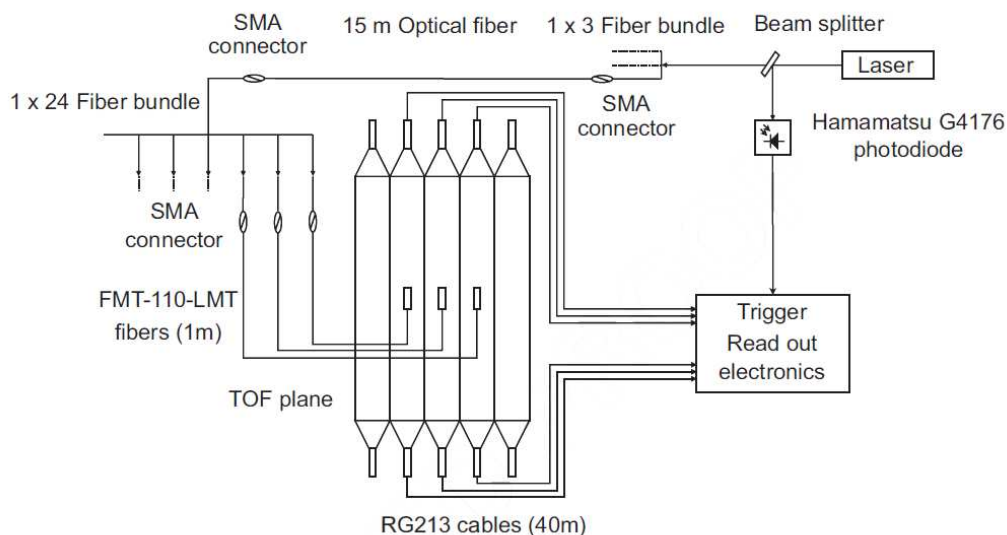 SMA
connector
15 m Optical fiber
1 x 3 Fiber bundle
Beam splitter
Laser
SMA
connector
1 x 24 Fiber bundle
Hamamatsu G4176
photodiode
SMA
connector
FMT-110-LMT
fibers (1m)
Trigger
Read out
electronics
TOF plane
RG213 cables (40m)